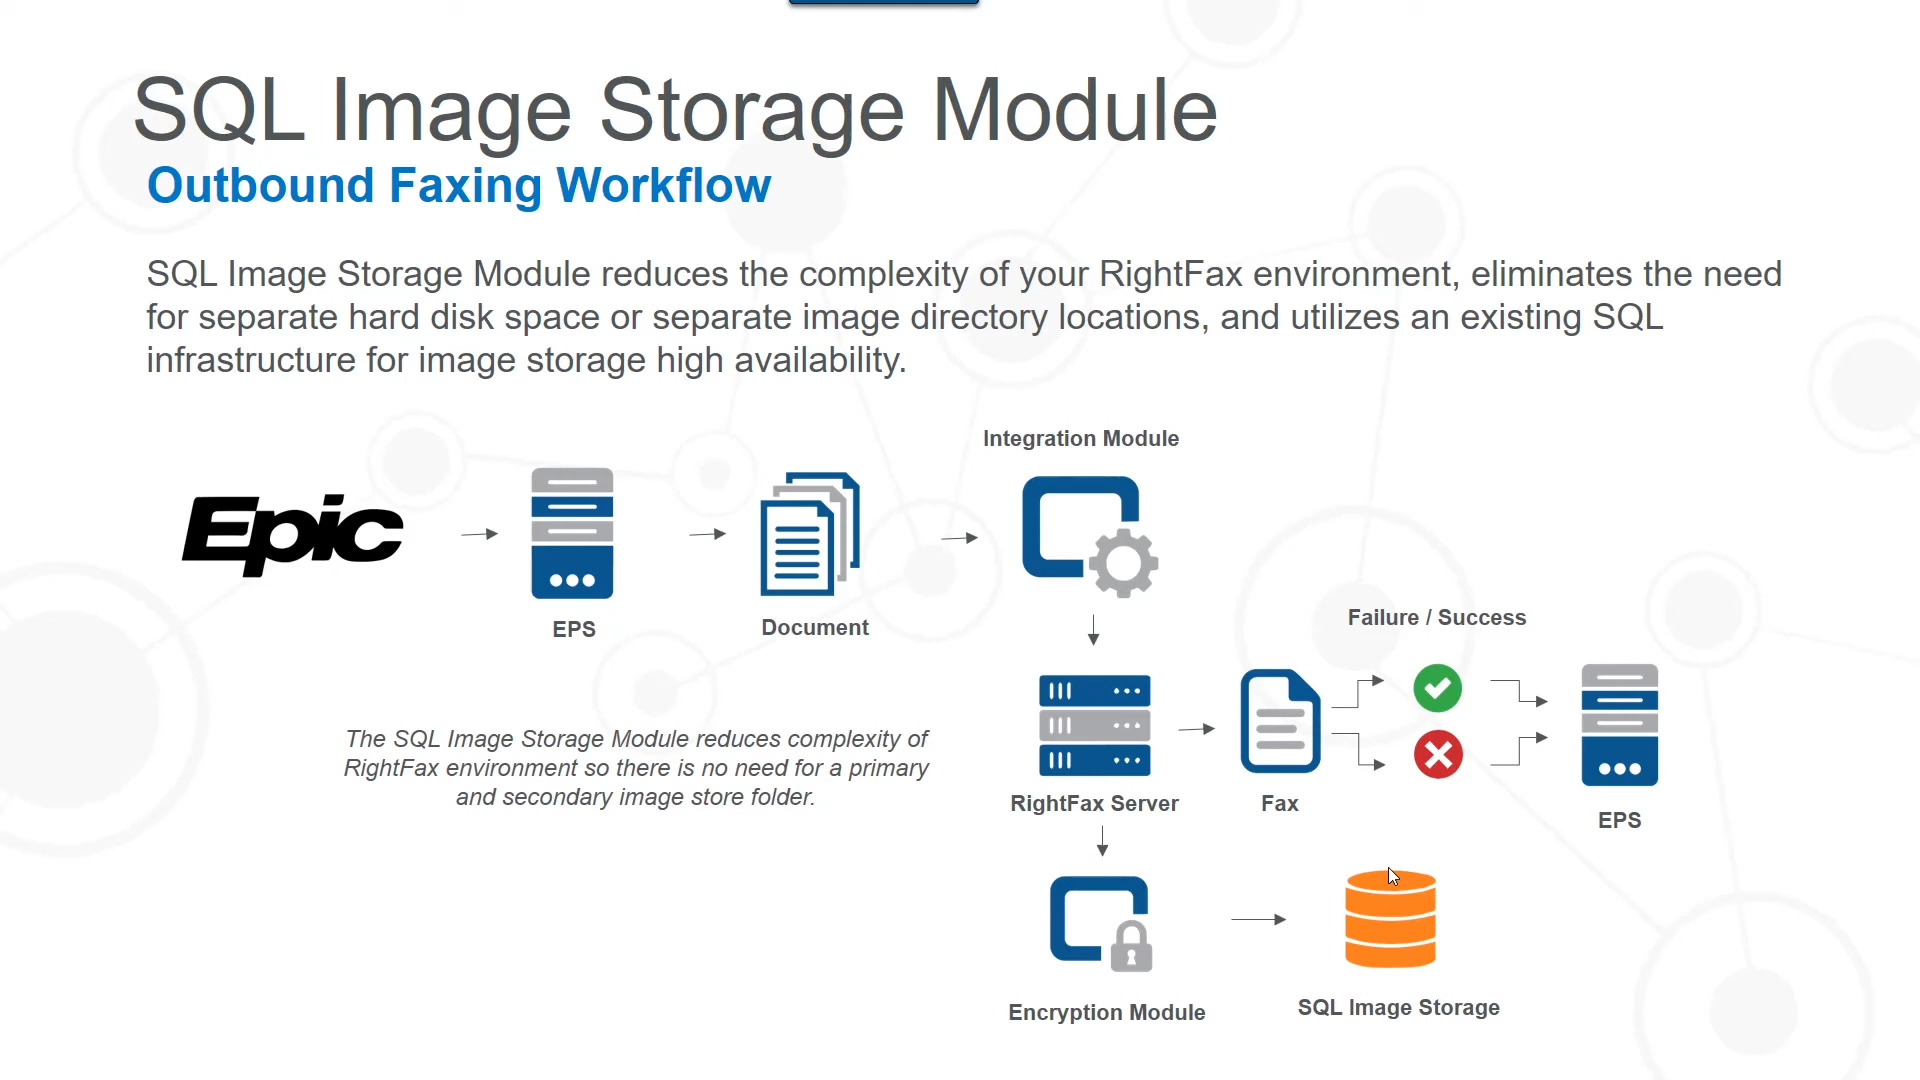 SQL Image Storage Module
Outbound Faxing Workflow
SQL Image Storage Module reduces the complexity of your RightFax environment, eliminates the need
for separate hard disk space or separate image directory locations, and utilizes an existing SQL
infrastructure for image storage high availability.
Integration Module
Epic
EPS
Document
Failure / Success
The SQL Image Storage Module reduces complexity of
RightFax environment so there is no need for a primary
and secondary image store folder.
RightFax Server
Fax
EPS
Encryption Module
SQL Image Storage